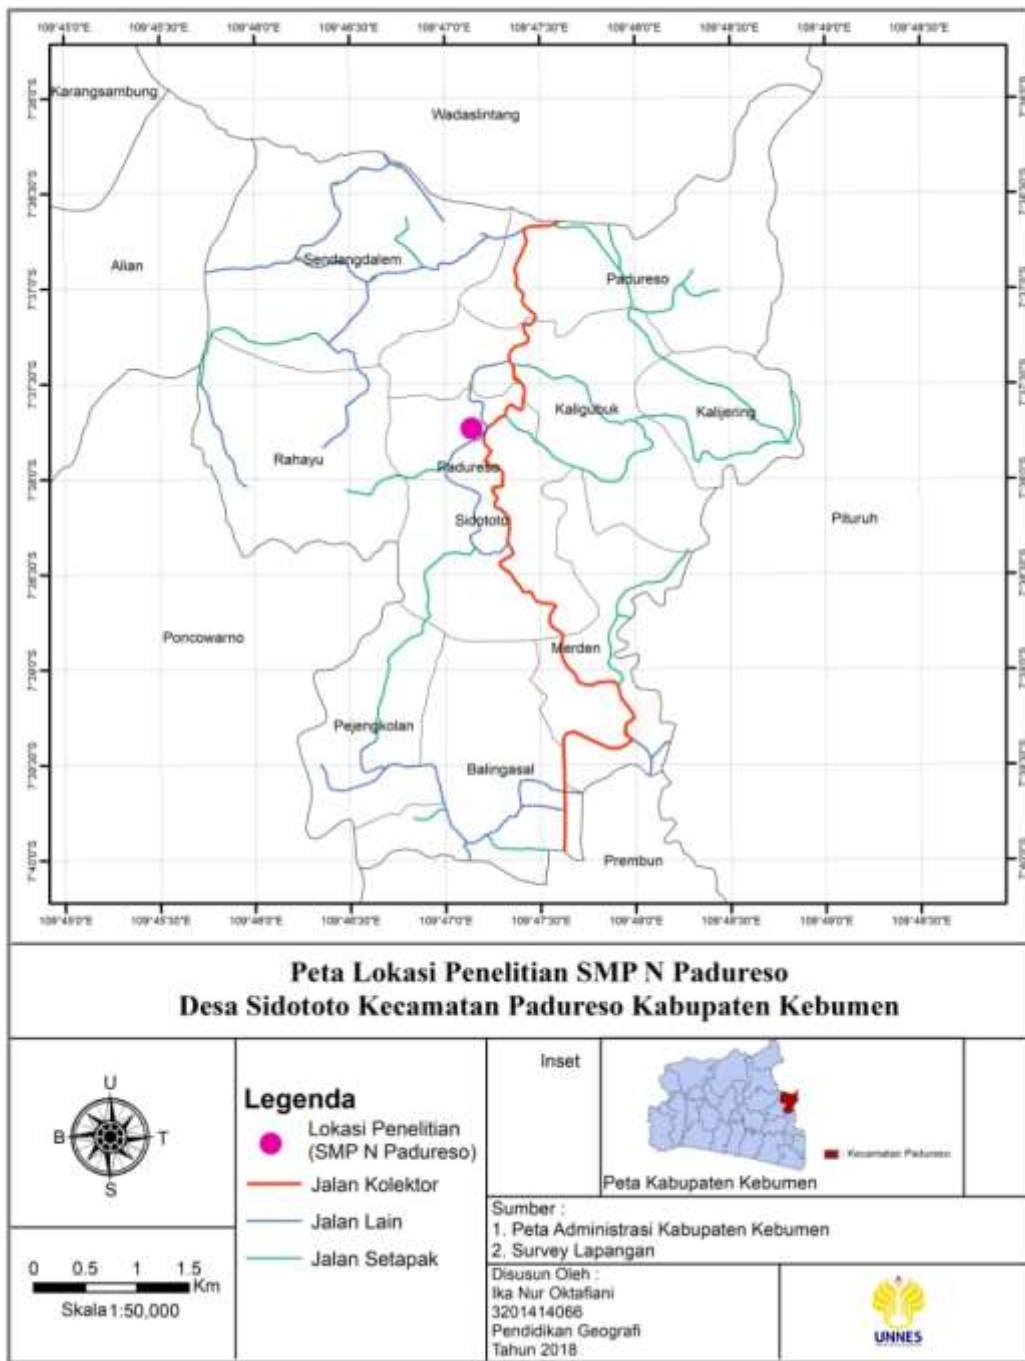 Karangsambung
Wadaslintang
Alian
Sendangdalem
Padureso
Kaligubuk
Kalijering
Rahayu
Padureso
Sidototo
Pituruh
Poncowarno
Merden
Pejengkolan
Balingasal
Prembun
Peta Lokasi Penelitian SMP N Padureso
Desa Sidototo Kecamatan Padureso Kabupaten Kebumen
U
B
T
S
0 0.5 1 1.5
Km
Skala 1:50,000
Legenda
Lokasi Penelitian
(SMP N Padureso)
Jalan Kolektor
Jalan Lain
Jalan Setapak
Inset
: Kecamatan Padureso
Peta Kabupaten Kebumen
Sumber :
1. Peta Administrasi Kabupaten Kebumen
2. Survey Lapangan
Disusun Oleh :
Ika Nur Oktafiani
3201414066
Pendidikan Geografi
Tahun 2018
UNNES